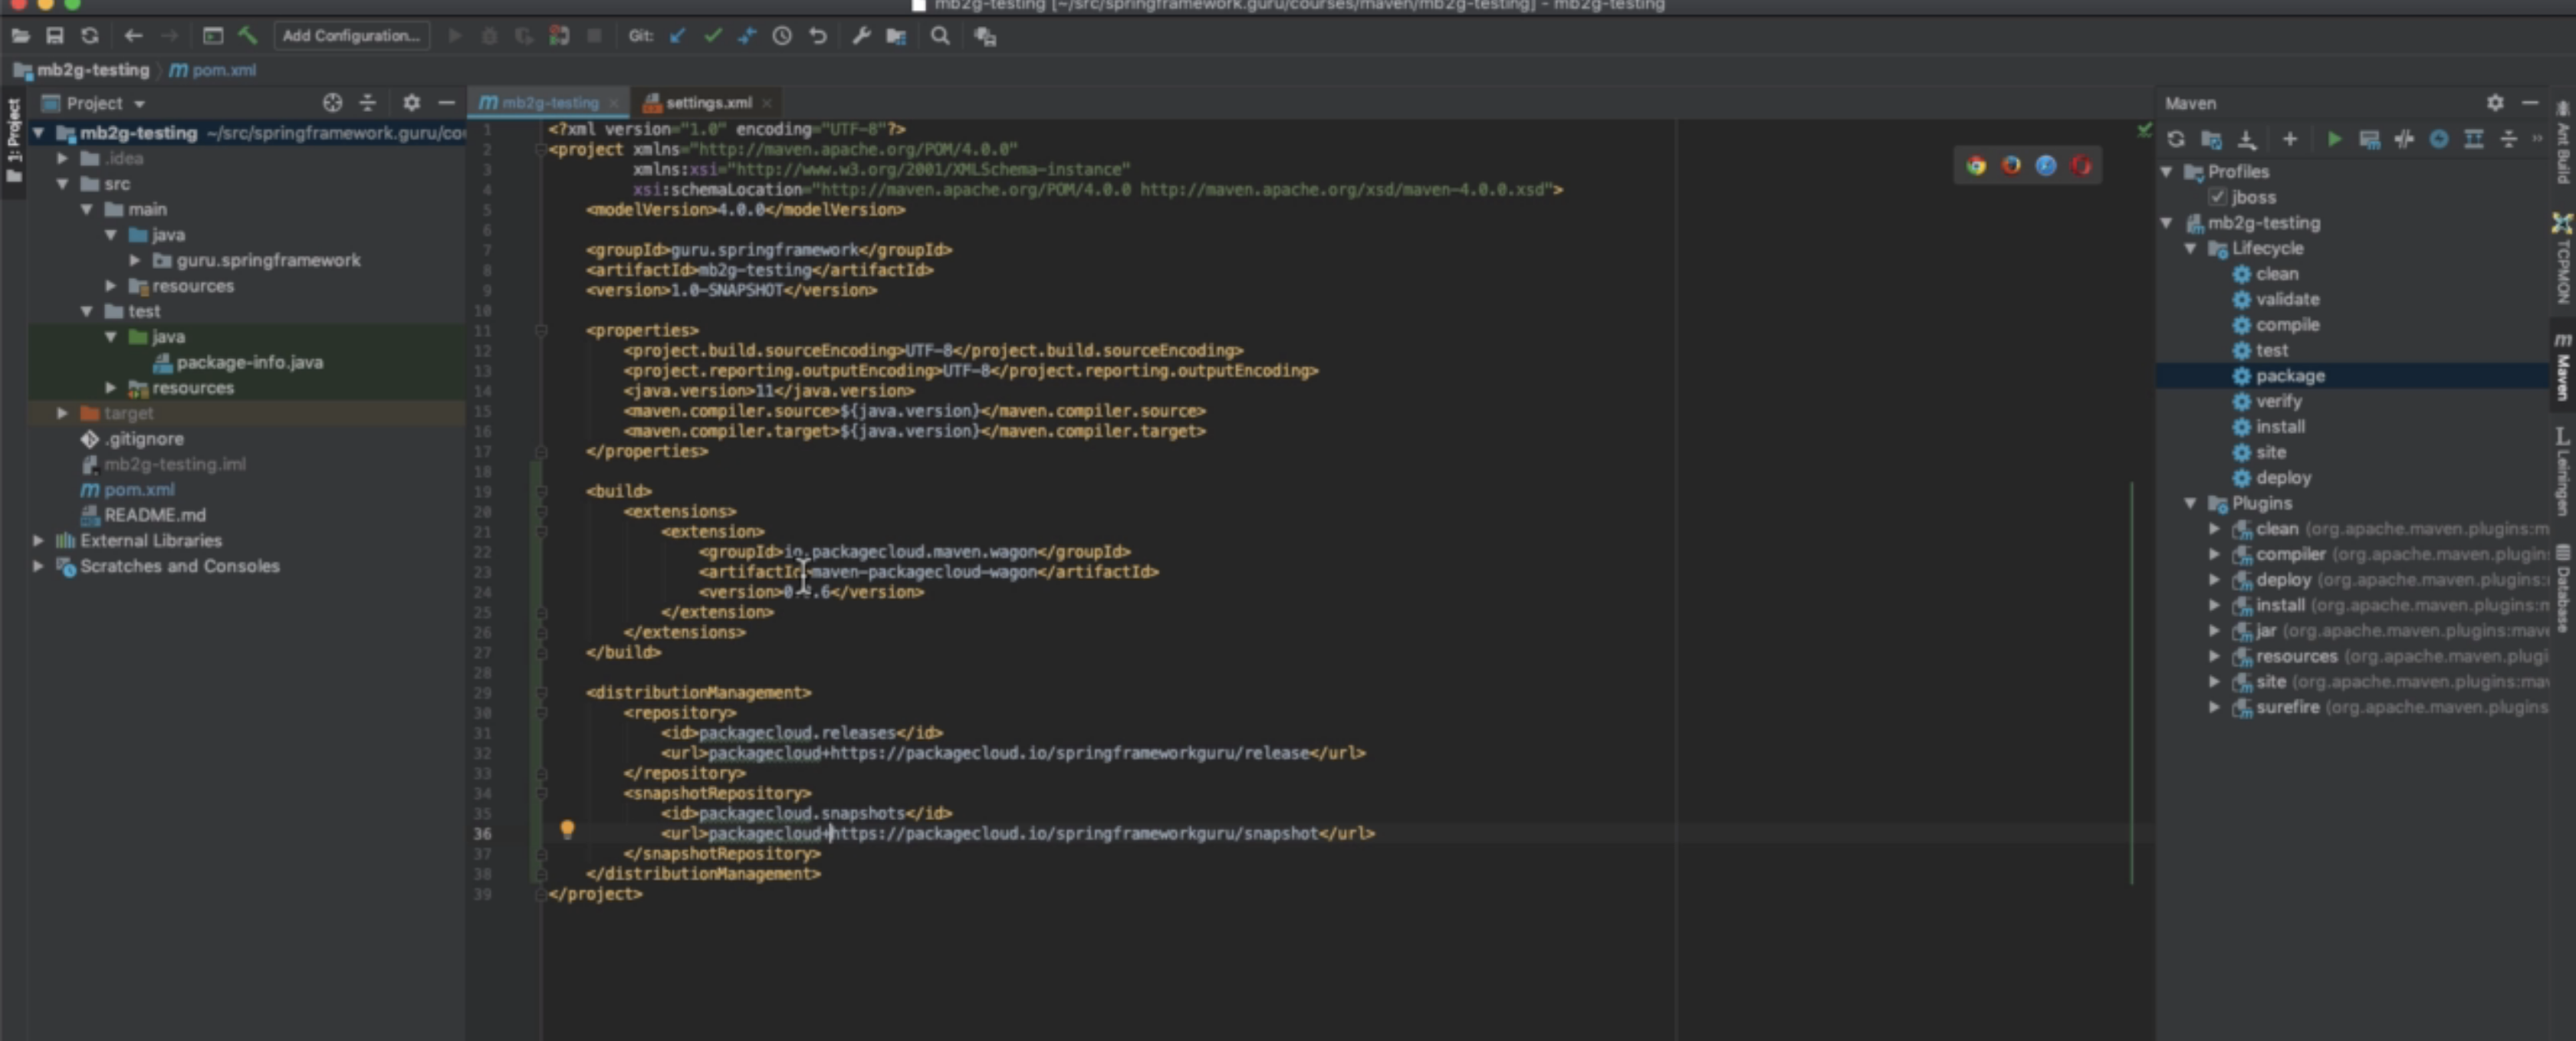 mb2g-testing [~/src/springframework.guru/courses/maven/mb2g-testing] - mb2g-testing
Add Configuration...
Git:
mb2g-testing
pom.xml
1: Project
Project
mb2g-testing ~/src/springframework.guru/co
.idea
src
main
java
guru.springframework
resources
test
java
package-info.java
resources
target
.gitignore
mb2g-testing.iml
pom.xml
README.md
External Libraries
Scratches and Consoles
mb2g-testing
settings.xml
1 <?xml version="1.0" encoding="UTF-8"?>
2 <project xmlns="http://maven.apache.org/POM/4.0.0"
3 xmlns:xsi="http://www.w3.org/2001/XMLSchema-instance"
4 xsi:schemaLocation="http://maven.apache.org/POM/4.0.0 http://maven.apache.org/xsd/maven-4.0.0.xsd">
5 <modelVersion>4.0.0</modelVersion>
6
7 <groupId>guru.springframework</groupId>
8 <artifactId>mb2g-testing</artifactId>
9 <version>1.0-SNAPSHOT</version>
10
11 <properties>
12 <project.build.sourceEncoding>UTF-8</project.build.sourceEncoding>
13 <project.reporting.outputEncoding>UTF-8</project.reporting.outputEncoding>
14 <java.version>11</java.version>
15 <maven.compiler.source>${java.version}</maven.compiler.source>
16 <maven.compiler.target>${java.version}</maven.compiler.target>
17 </properties>
18
19 <build>
20 <extensions>
21 <extension>
22 <groupId>io.packagecloud.maven.wagon</groupId>
23 <artifactId>maven-packagecloud-wagon</artifactId>
24 <version></version>
25 </extension>
26 </extensions>
27 </build>
28
29 <distributionManagement>
30 <repository>
31 <id>packagecloud.releases</id>
32 <url>packagecloud+https://packagecloud.io/springframeworkguru/release</url>
33 </repository>
34 <snapshotRepository>
35 <id>packagecloud.snapshots</id>
36 <url>packagecloud+https://packagecloud.io/springframeworkguru/snapshot</url>
37 </snapshotRepository>
38 </distributionManagement>
39 </project>
Maven
Profiles
jboss
mb2g-testing
Lifecycle
clean
validate
compile
test
package
verify
install
site
deploy
Plugins
clean (org.apache.maven.plugins:m
compiler (org.apache.maven.plugin
deploy (org.apache.maven.plugins:
install (org.apache.maven.plugins:m
jar (org.apache.maven.plugins:mav
resources (org.apache.maven.plugi
site (org.apache.maven.plugins:mav
surefire (org.apache.maven.plugins
Ant Build
TCPMON
Maven
Leiningen
Database